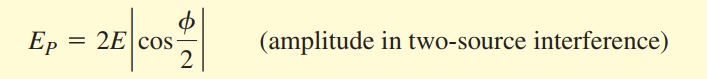 E_P = 2E |cos ϕ/2| (amplitude in two-source interference)